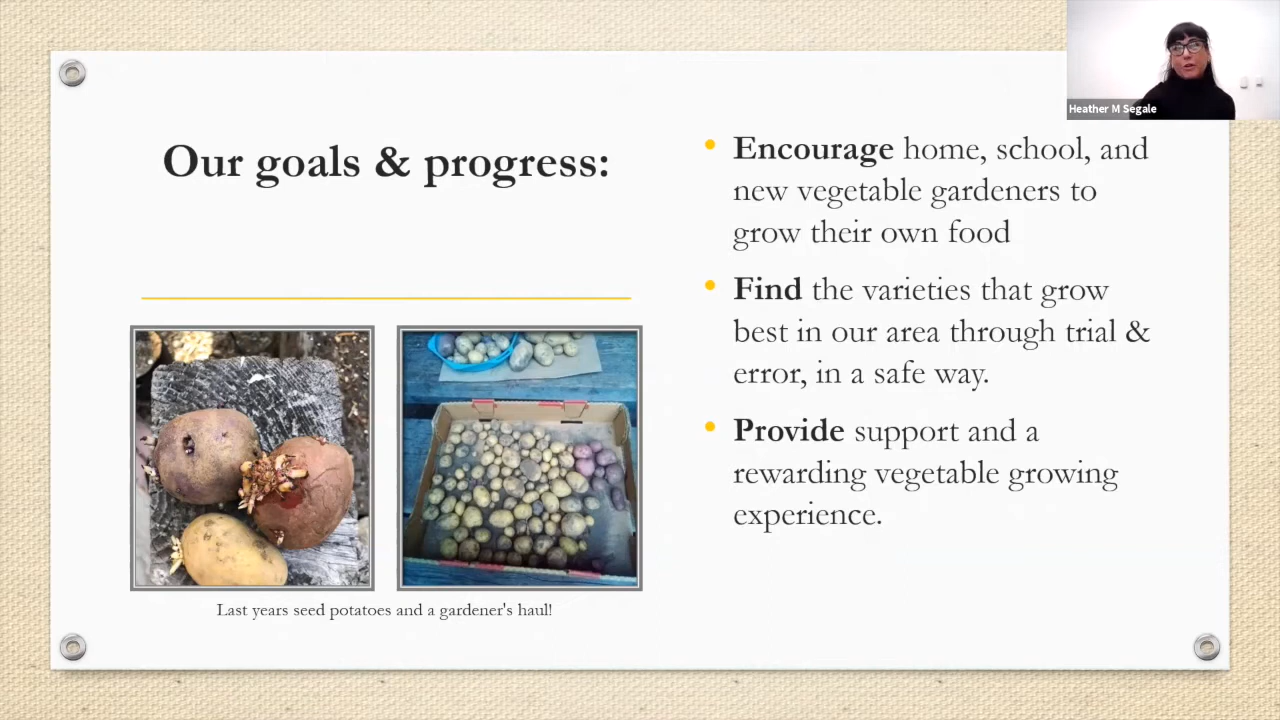 Heather M Segale
Our goals & progress:
• Encourage home, school, and
new vegetable gardeners to
grow their own food
• Find the varieties that grow
best in our area through trial &
error, in a safe way.
• Provide support and a
rewarding vegetable growing
experience.
Last years seed potatoes and a gardener's haul!